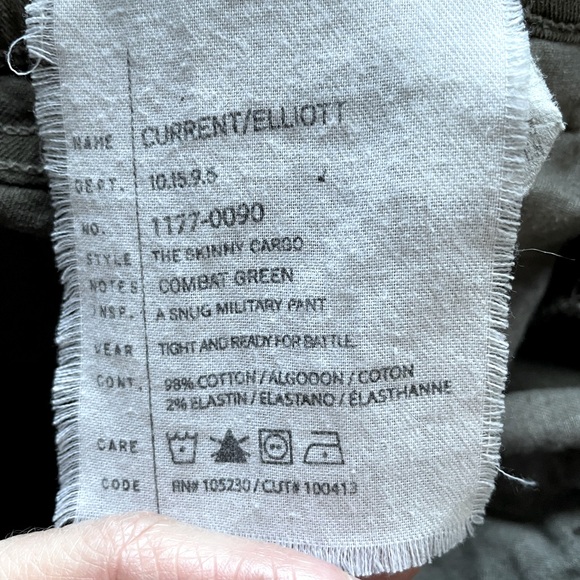 NAME CURRENT/ELLIOTT
DEPT. 10.15.9.6
NO. 1177-0090
STYLE THE SKINNY CARGO
NOTES COMBAT GREEN
INSP. A SNUG MILITARY PANT
WEAR TIGHT AND READY FOR BATTLE.
CONT. 98% COTTON / ALGODON / COTON
2% ELASTIN / ELASTANO / ÉLASTHANNE
CARE
CODE RN# 105230 / CUT# 100413